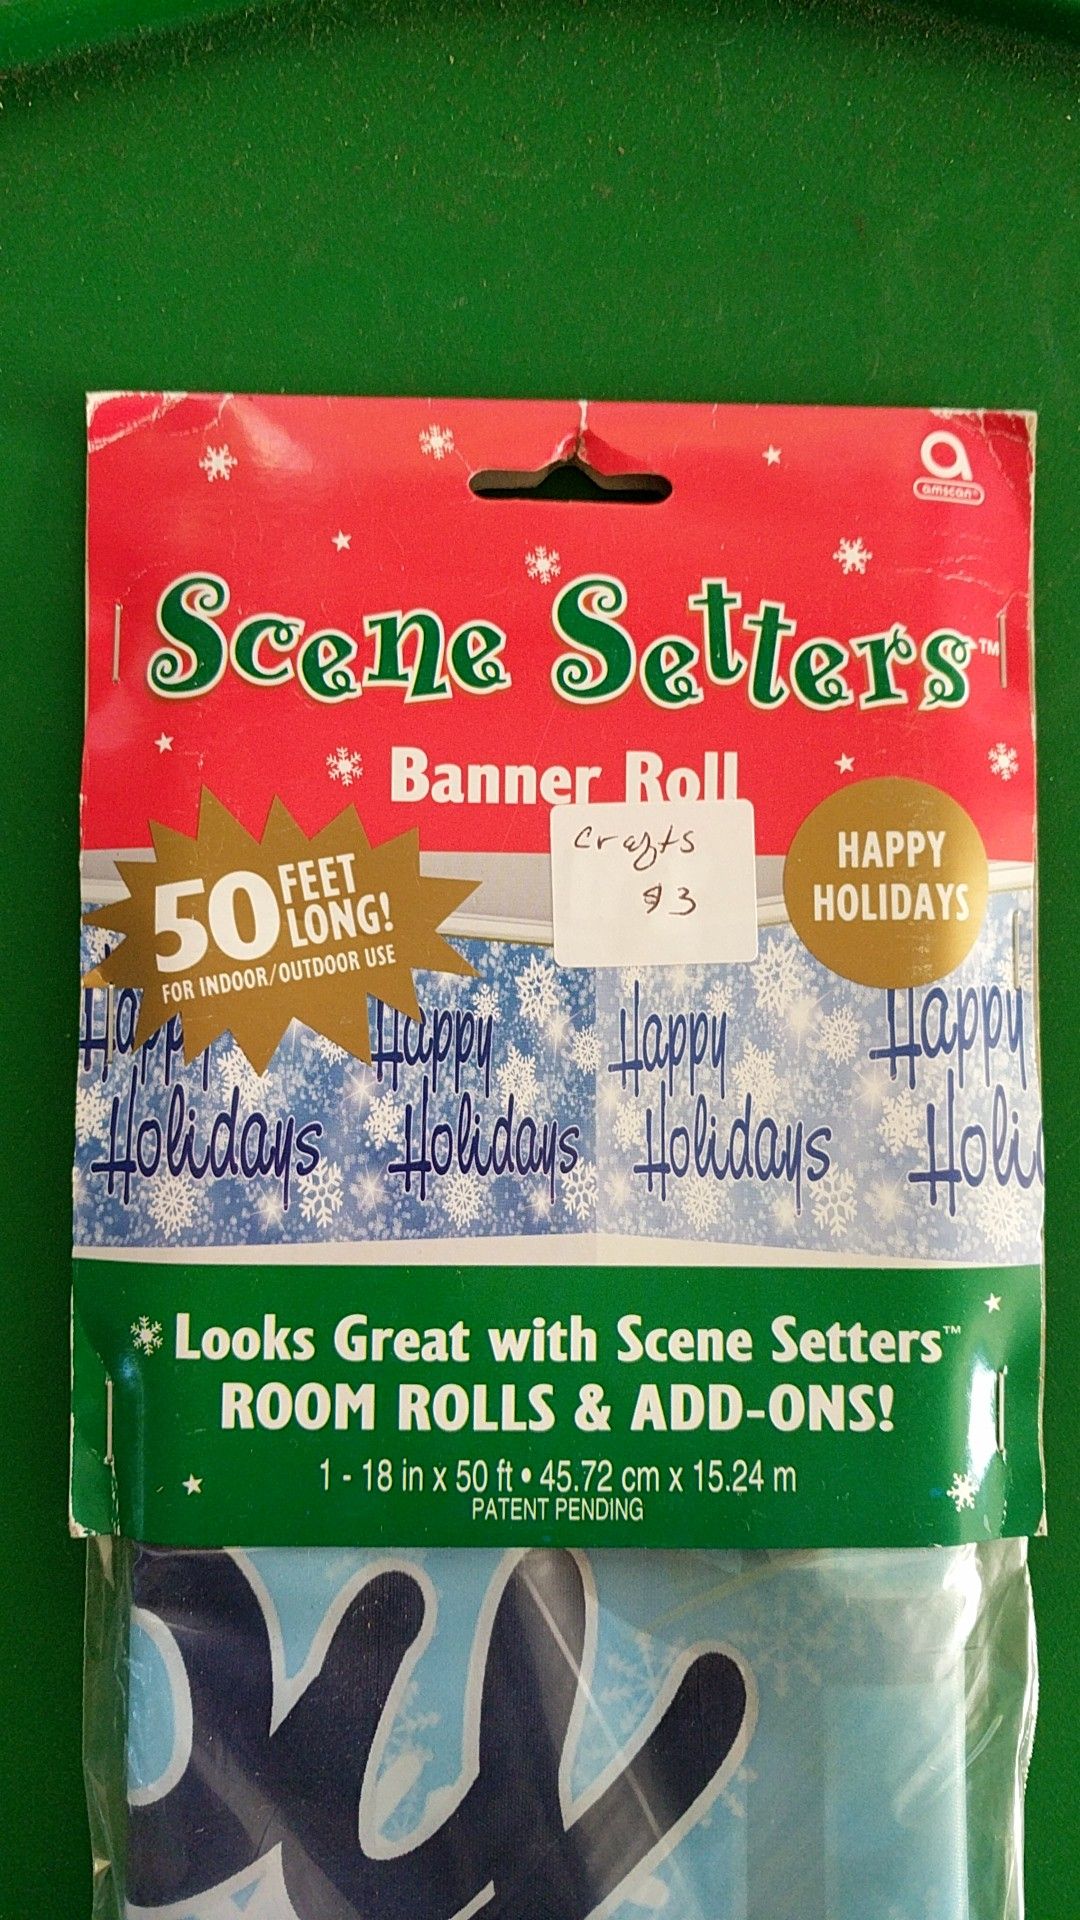 amscan®
Scene Setters™
Banner Roll
Crafts
$3
50 FEET
LONG!
FOR INDOOR/OUTDOOR USE
HAPPY
HOLIDAYS
Happy Happy Happy Happy
Holidays Holidays Holidays Holid
Looks Great with Scene Setters™
ROOM ROLLS & ADD-ONS!
1 - 18 in x 50 ft • 45.72 cm x 15.24 m
PATENT PENDING